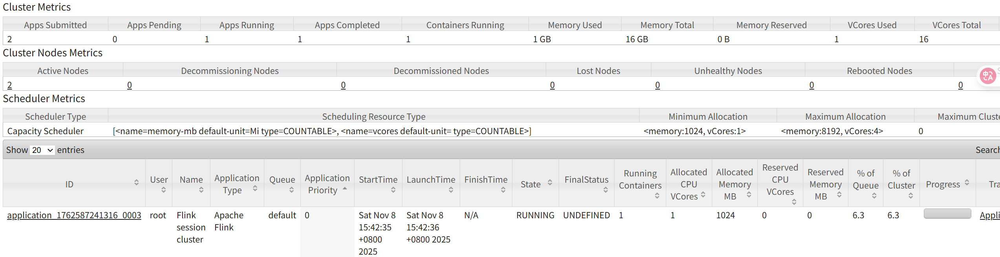 Cluster Metrics
Apps Submitted Apps Pending Apps Running Apps Completed Containers Running Memory Used Memory Total Memory Reserved VCores Used VCores Total
2 0 1 1 1 1 GB 16 GB 0 B 1 16
Cluster Nodes Metrics
Active Nodes Decommissioning Nodes Decommissioned Nodes Lost Nodes Unhealthy Nodes Rebooted Nodes
2 0 0 0 0 0 0
Scheduler Metrics
Scheduler Type Scheduling Resource Type Minimum Allocation Maximum Allocation Maximum Cluste
Capacity Scheduler [<name=memory-mb default-unit=Mi type=COUNTABLE>, <name=vcores default-unit= type=COUNTABLE>] <memory:1024, vCores:1> <memory:8192, vCores:4> 0
Show 20 entries Search
ID User Name Application Type Queue Application Priority StartTime LaunchTime FinishTime State FinalStatus Running Containers Allocated CPU VCores Allocated Memory MB Reserved CPU VCores Reserved Memory MB % of Queue % of Cluster Progress Tra
application_1762587241316_0003 root Flink session cluster Apache Flink default 0 Sat Nov 8 15:42:35 +0800 2025 Sat Nov 8 15:42:36 +0800 2025 N/A RUNNING UNDEFINED 1 1 1024 0 0 6.3 6.3 Appli